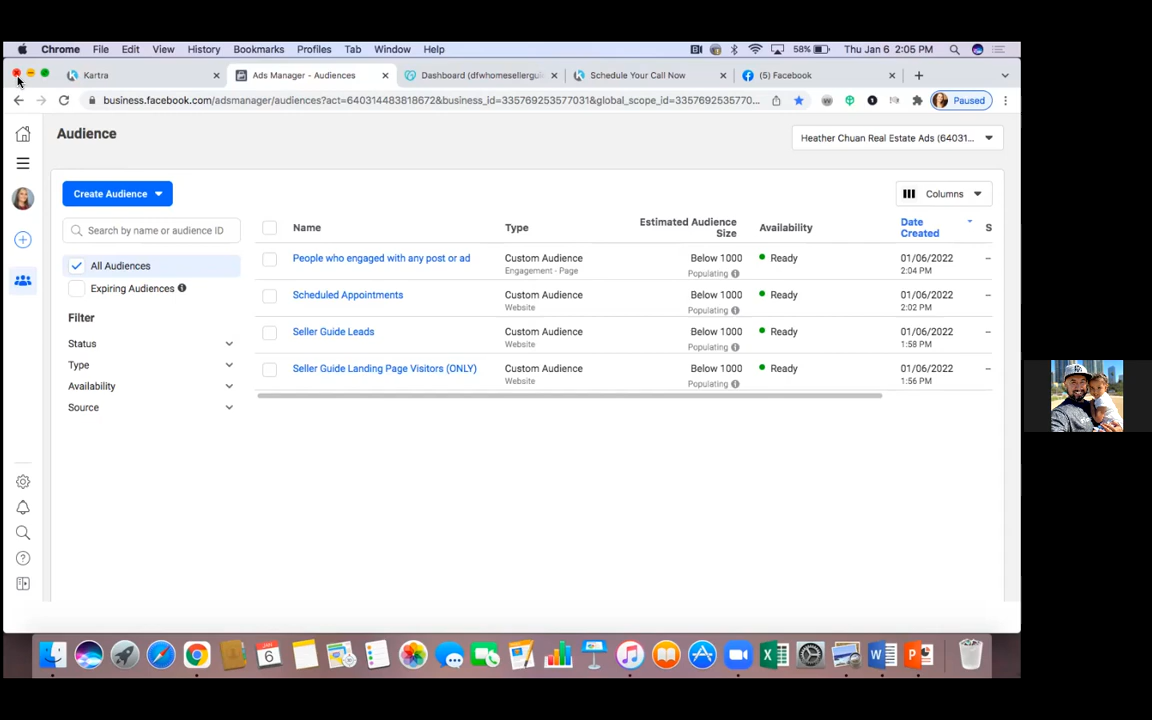 Chrome File Edit View History Bookmarks Profiles Tab Window Help 58% Thu Jan 6 2:05 PM
Kartra Ads Manager - Audiences Dashboard (dfwhomesellerguid Schedule Your Call Now (5) Facebook
business.facebook.com/adsmanager/audiences?act=640314483818672&business_id=335769253577031&global_scope_id=3357692535770... Paused
Audience
Heather Chuan Real Estate Ads (64031...
Create Audience
Columns
Search by name or audience ID
Name Type Estimated Audience Size Availability Date Created S
All Audiences
Expiring Audiences
Filter
Status
Type
Availability
Source
People who engaged with any post or ad Custom Audience Below 1000 Ready 01/06/2022 –
Engagement - Page Populating 2:04 PM
Scheduled Appointments Custom Audience Below 1000 Ready 01/06/2022 –
Website Populating 2:02 PM
Seller Guide Leads Custom Audience Below 1000 Ready 01/06/2022 –
Website Populating 1:58 PM
Seller Guide Landing Page Visitors (ONLY) Custom Audience Below 1000 Ready 01/06/2022 –
Website Populating 1:56 PM